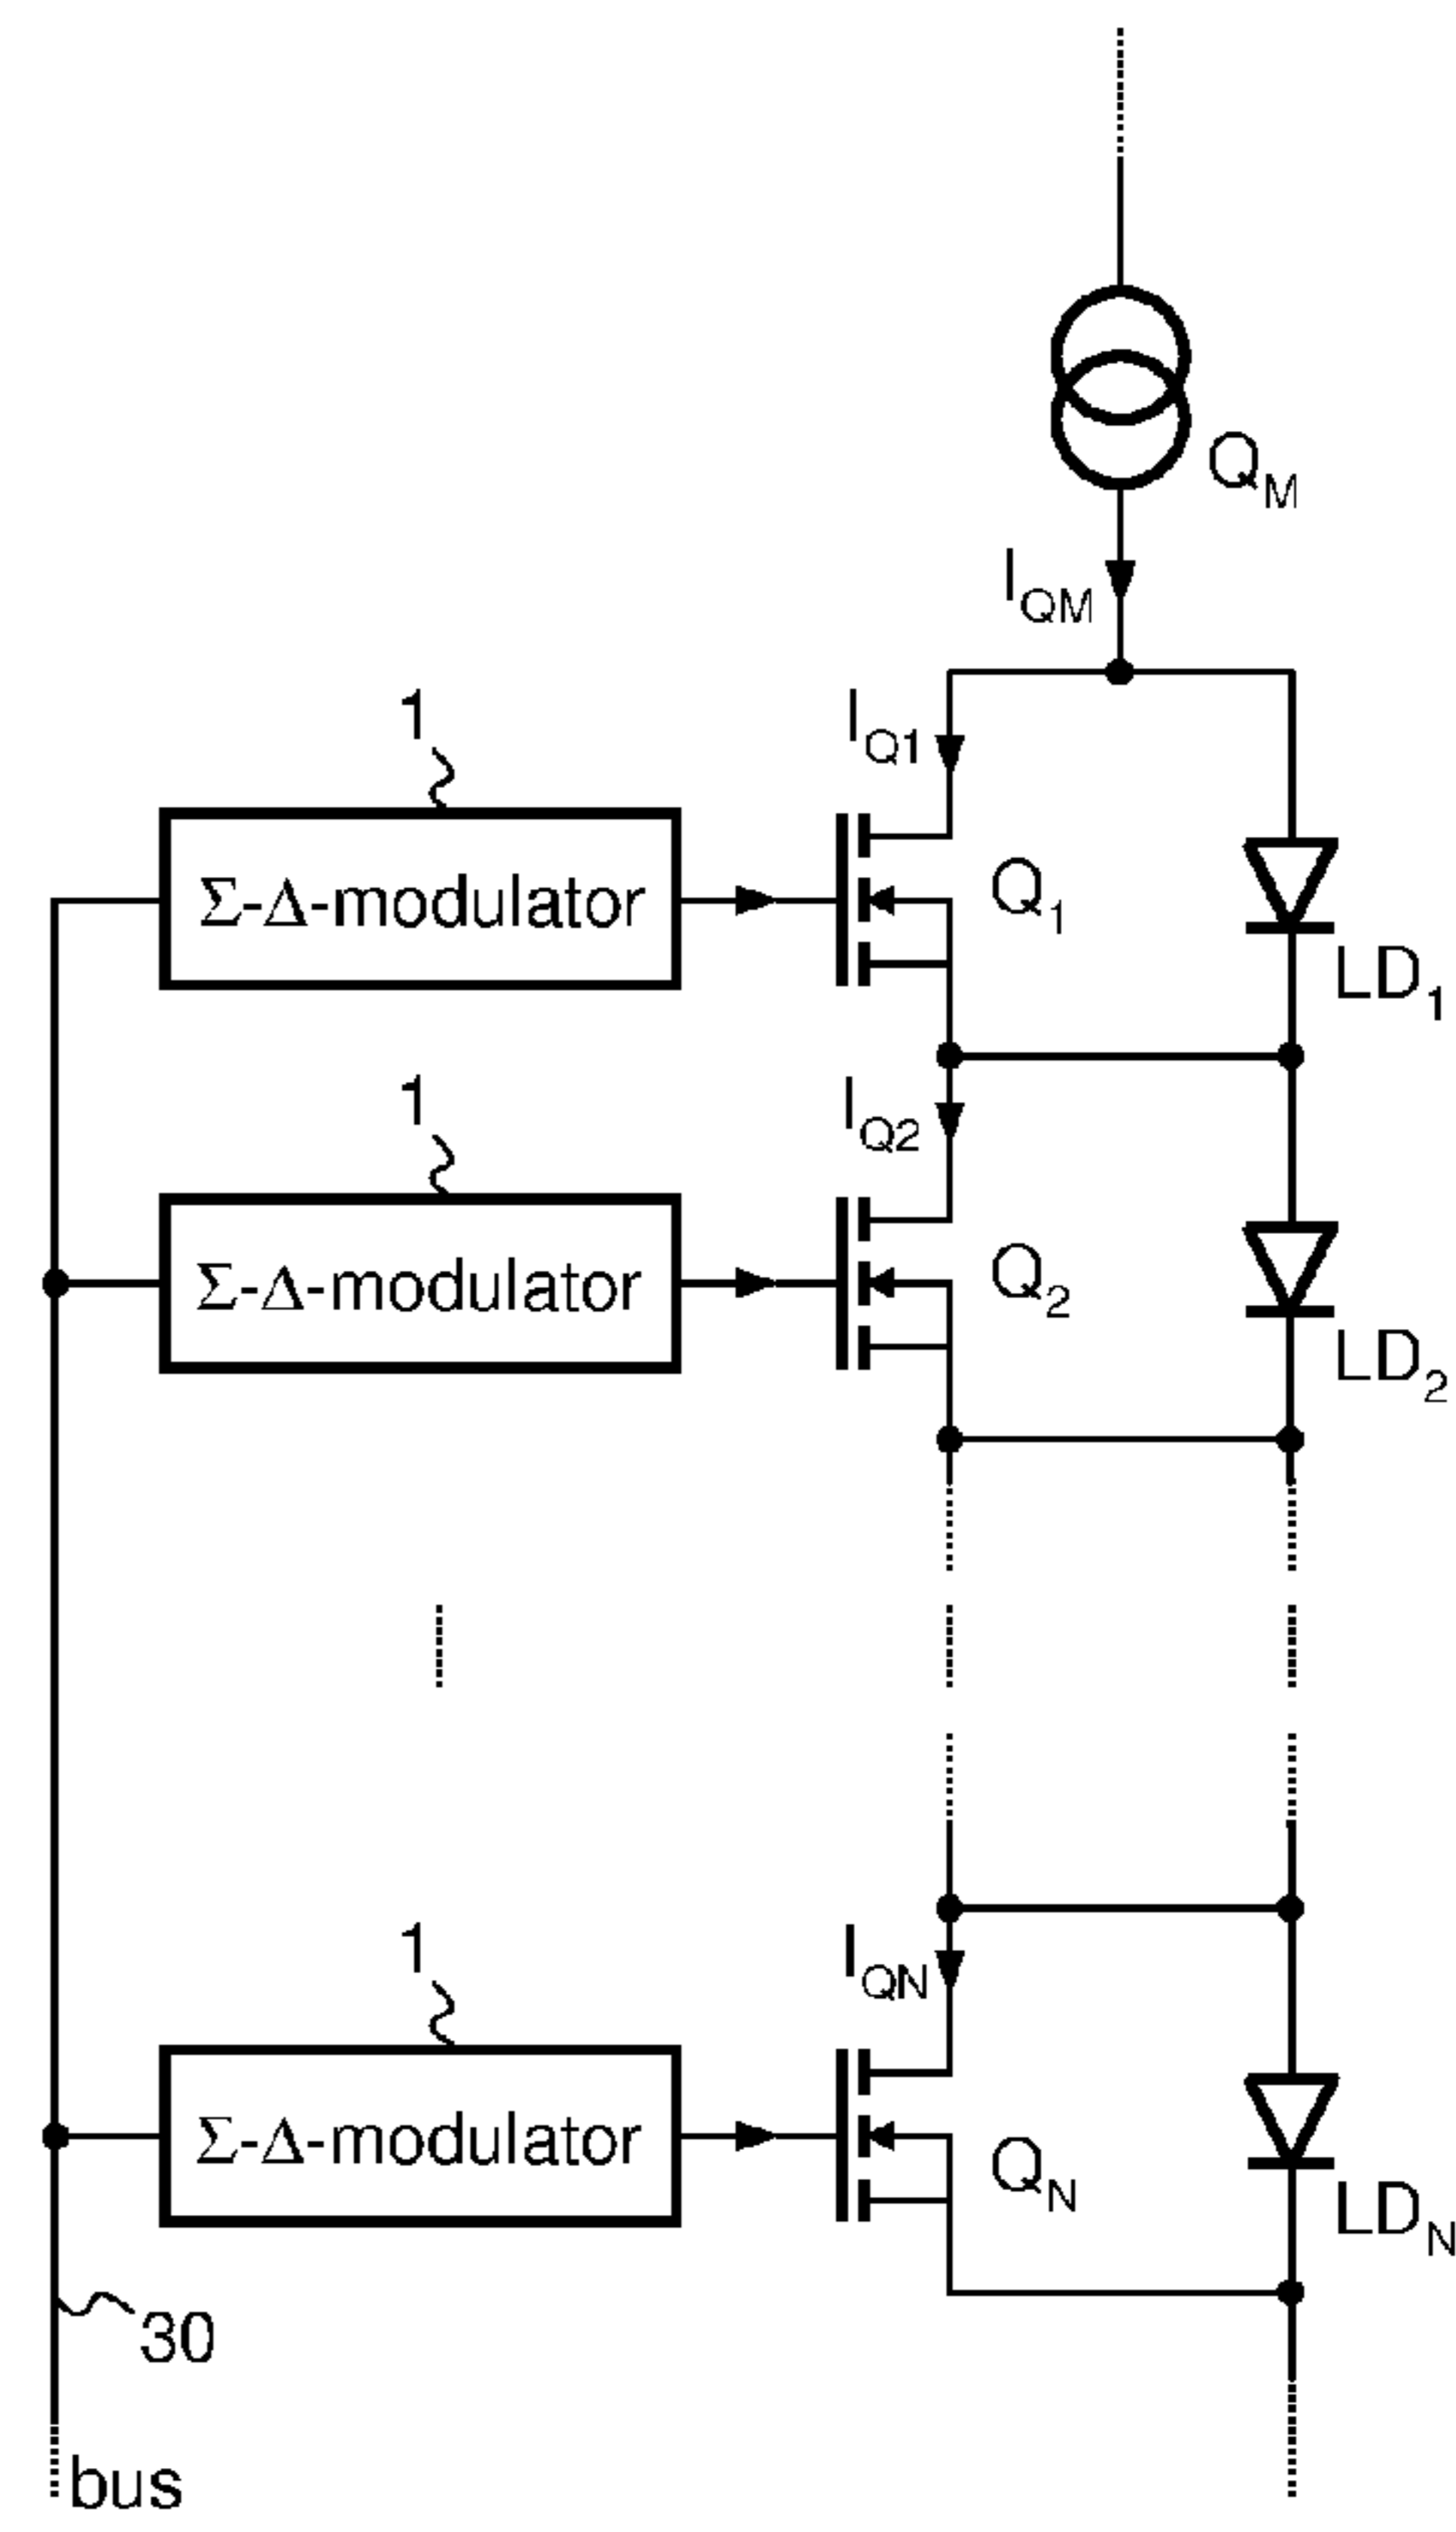 Q_M
I_QM
1
I_Q1
Σ-Δ-modulator
Q_1
LD_1
1
I_Q2
Σ-Δ-modulator
Q_2
LD_2
1
I_QN
Σ-Δ-modulator
Q_N
LD_N
30
bus